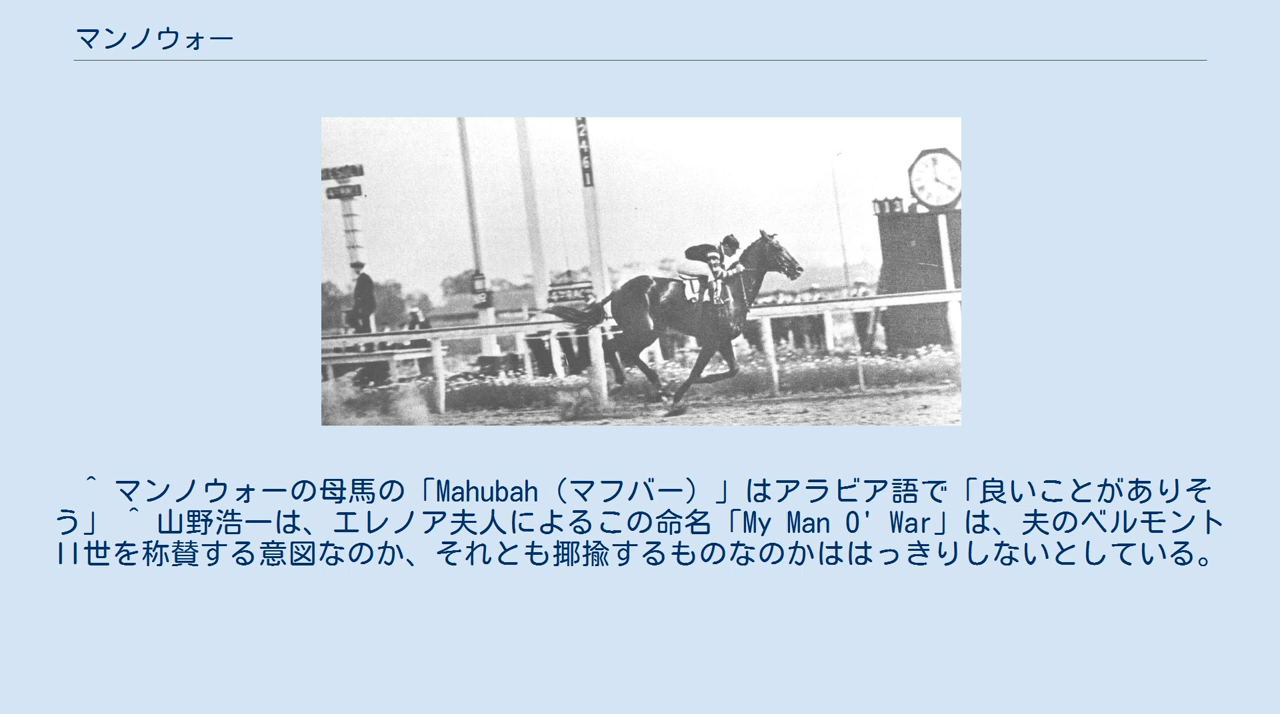 マンノウォー
2461
113
＾ マンノウォーの母馬の「Mahubah（マフバー）」はアラビア語で「良いことがありそ
う」 ＾ 山野浩一は、エレノア夫人によるこの命名「My Man O' War」は、夫のベルモント
II世を称賛する意図なのか、それとも揶揄するものなのかははっきりしないとしている。